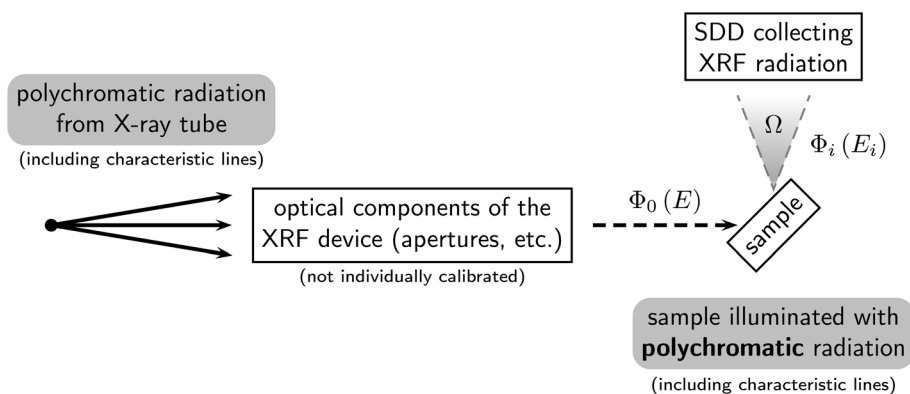 SDD collecting
XRF radiation
polychromatic radiation
from X-ray tube
(including characteristic lines)
Ω
Φi (Ei)
optical components of the
XRF device (apertures, etc.)
(not individually calibrated)
Φ0 (E)
sample
sample illuminated with
polychromatic radiation
(including characteristic lines)